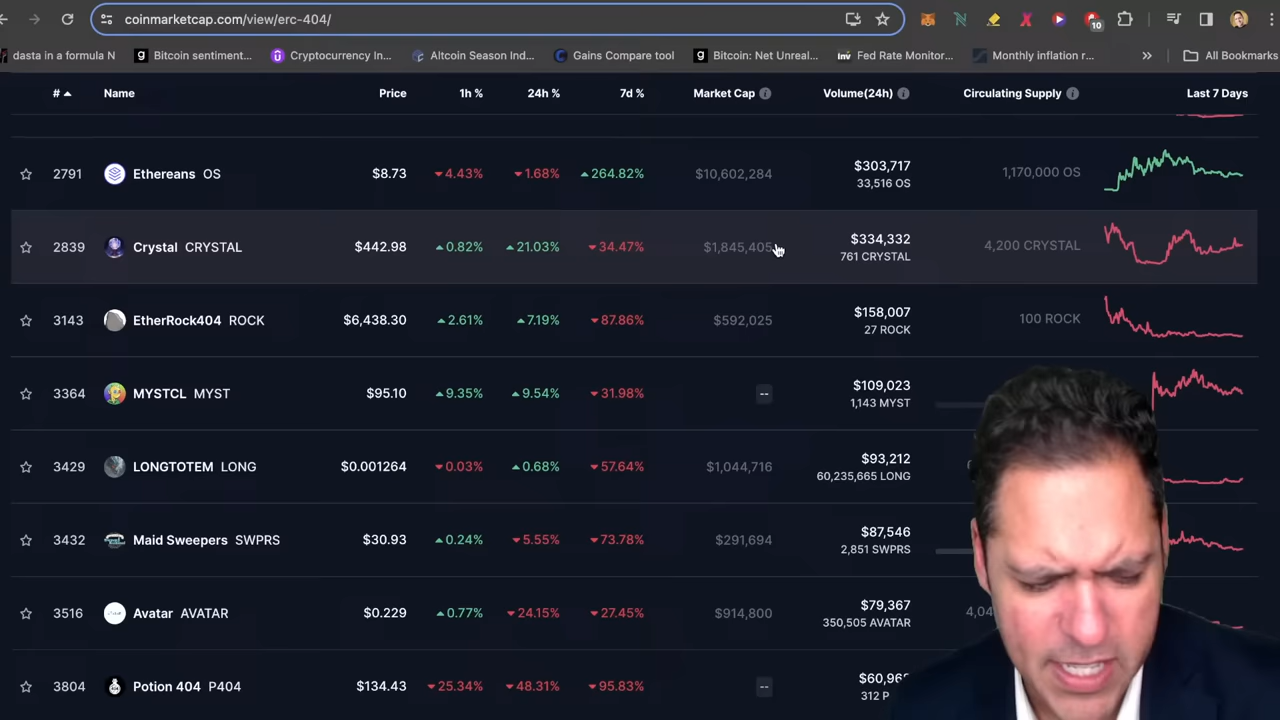 coinmarketcap.com/view/erc-404/
10
dasta in a formula N Bitcoin sentiment... Cryptocurrency In... Altcoin Season Ind... Gains Compare tool Bitcoin: Net Unreal... Fed Rate Monitor... Monthly inflation r... » All Bookmarks
# Name Price 1h % 24h % 7d % Market Cap Volume(24h) Circulating Supply Last 7 Days
2791 Ethereans OS $8.73 4.43% 1.68% 264.82% $10,602,284 $303,717 1,170,000 OS
33,516 OS
2839 Crystal CRYSTAL $442.98 0.82% 21.03% 34.47% $1,845,405 $334,332 4,200 CRYSTAL
761 CRYSTAL
3143 EtherRock404 ROCK $6,438.30 2.61% 7.19% 87.86% $592,025 $158,007 100 ROCK
27 ROCK
3364 MYSTCL MYST $95.10 9.35% 9.54% 31.98% -- $109,023
1,143 MYST
3429 LONGTOTEM LONG $0.001264 0.03% 0.68% 57.64% $1,044,716 $93,212
60,235,665 LONG
3432 Maid Sweepers SWPRS $30.93 0.24% 5.55% 73.78% $291,694 $87,546
2,851 SWPRS
3516 Avatar AVATAR $0.229 0.77% 24.15% 27.45% $914,800 $79,367 4,04
350,505 AVATAR
3804 Potion 404 P404 $134.43 25.34% 48.31% 95.83% -- $60,96
312 P